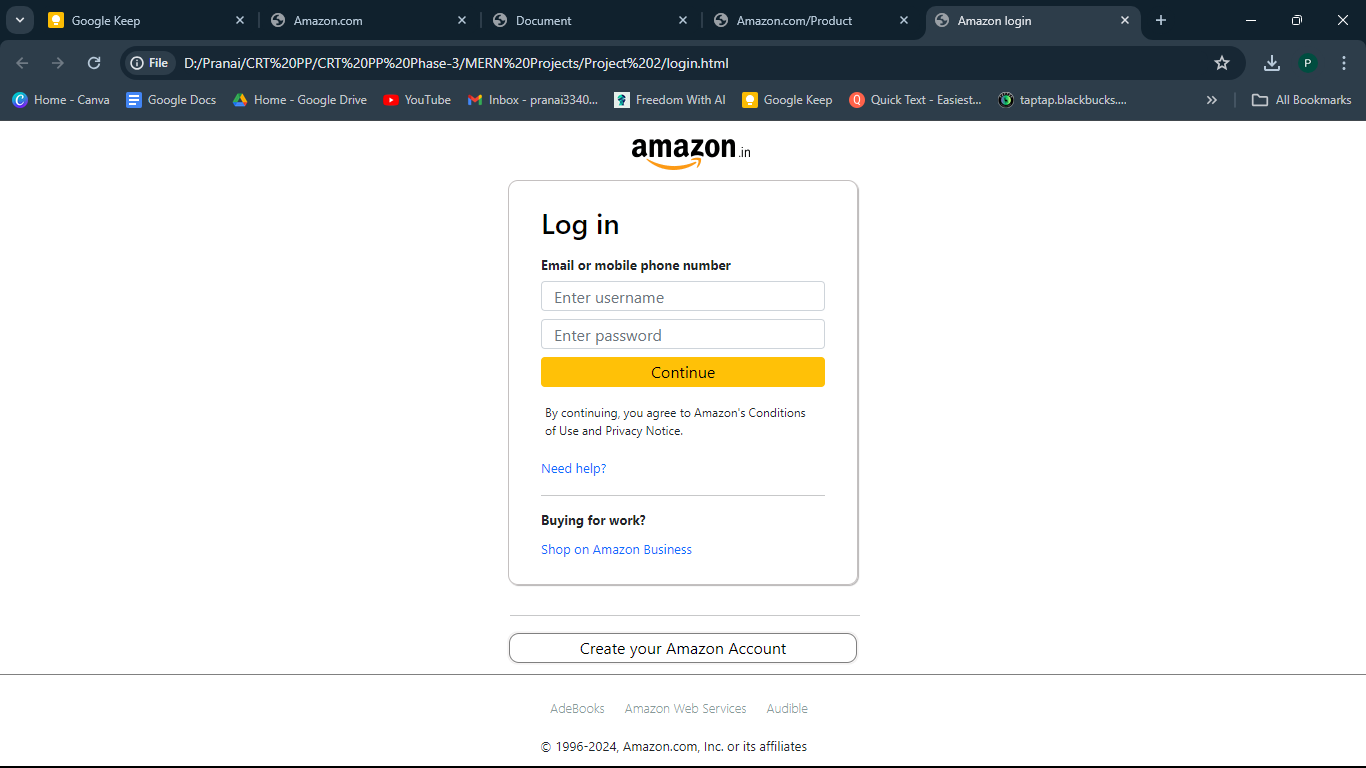 Google Keep
Amazon.com
Document
Amazon.com/Product
Amazon login
File D:/Pranai/CRT%20PP/CRT%20PP%20Phase-3/MERN%20Projects/Project%202/login.html
P
Home - Canva
Google Docs
Home - Google Drive
YouTube
Inbox - pranai3340...
Freedom With AI
Google Keep
Quick Text - Easiest...
taptap.blackbucks....
All Bookmarks
amazon.in
Log in
Email or mobile phone number
Enter username
Enter password
Continue
By continuing, you agree to Amazon's Conditions
of Use and Privacy Notice.
Need help?
Buying for work?
Shop on Amazon Business
Create your Amazon Account
AdeBooks Amazon Web Services Audible
© 1996-2024, Amazon.com, Inc. or its affiliates